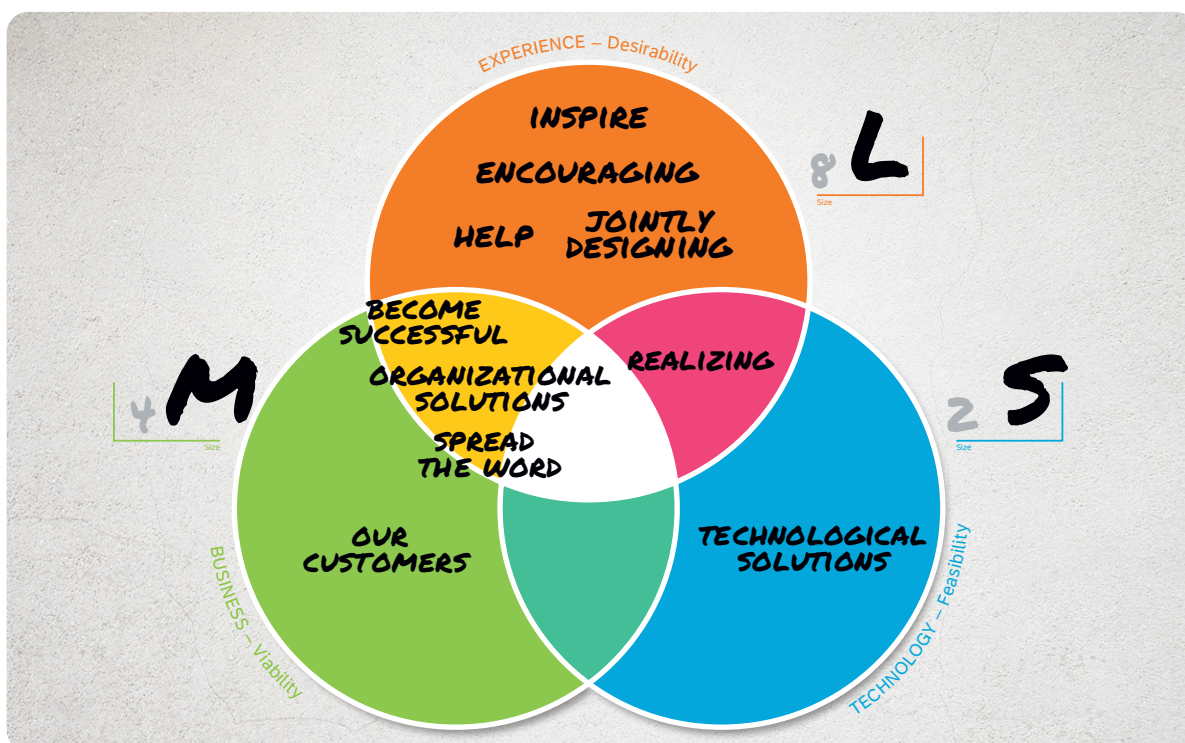 EXPERIENCE – Desirability
INSPIRE
ENCOURAGING
HELP
JOINTLY
DESIGNING
8 L
Size
BECOME
SUCCESSFUL
REALIZING
ORGANIZATIONAL
SOLUTIONS
SPREAD
THE WORD
4 M
Size
2 S
Size
OUR
CUSTOMERS
TECHNOLOGICAL
SOLUTIONS
BUSINESS – Viability
TECHNOLOGY – Feasibility